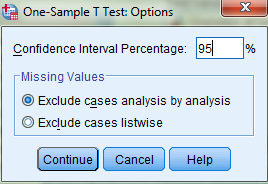 One-Sample T Test: Options
Confidence Interval Percentage: 95 %
Missing Values
Exclude cases analysis by analysis
Exclude cases listwise
Continue Cancel Help